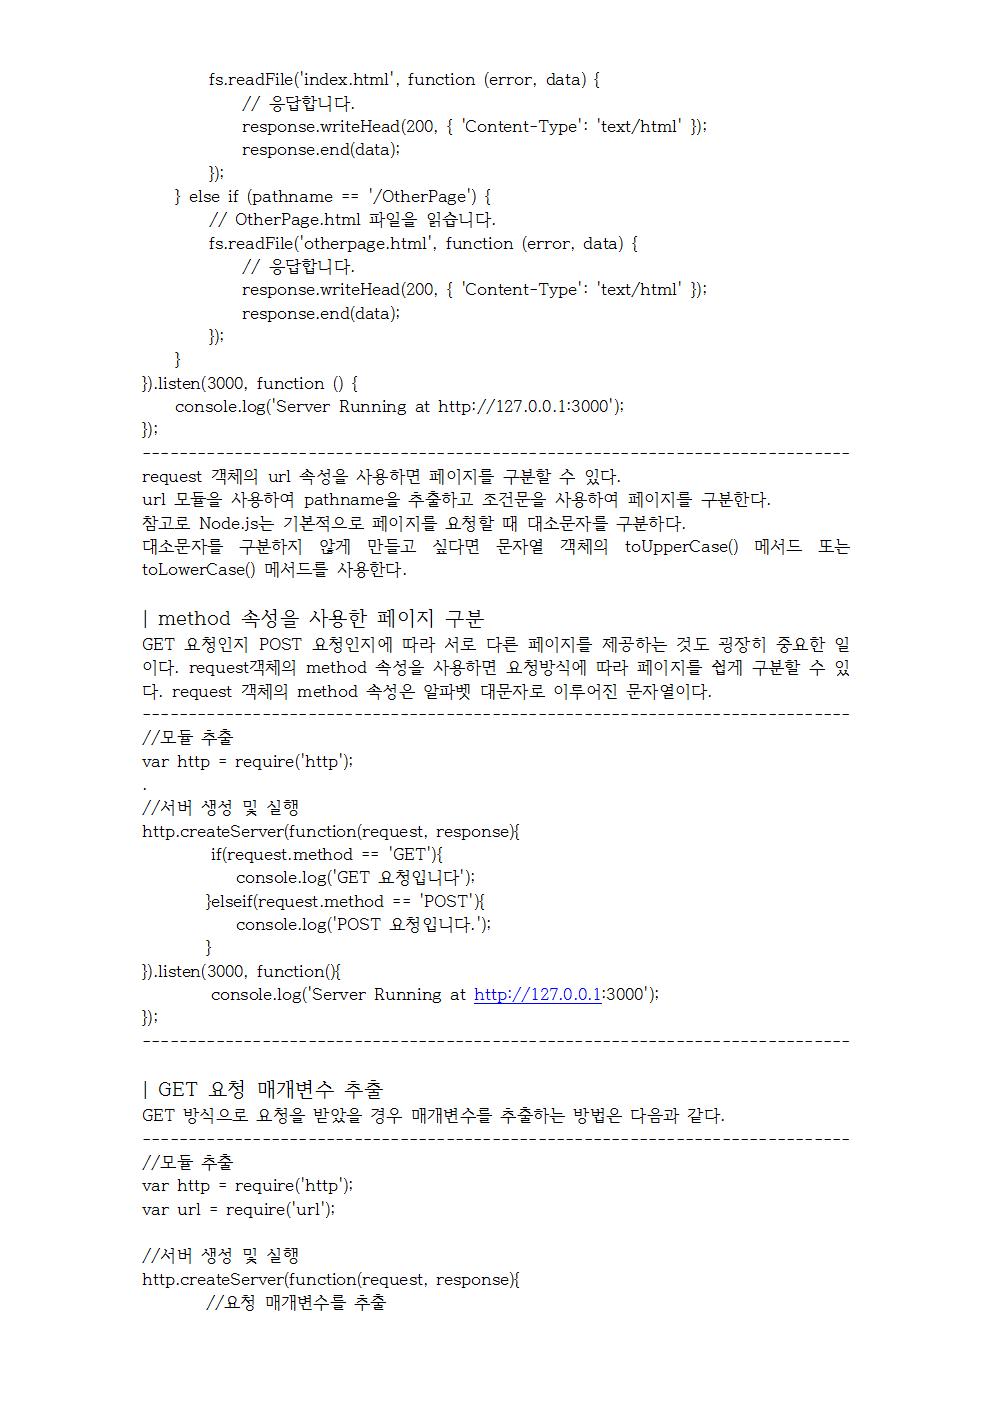 fs.readFile('index.html', function (error, data) {
// 응답합니다.
response.writeHead(200, { 'Content-Type': 'text/html' });
response.end(data);
});
} else if (pathname == '/OtherPage') {
// OtherPage.html 파일을 읽습니다.
fs.readFile('otherpage.html', function (error, data) {
// 응답합니다.
response.writeHead(200, { 'Content-Type': 'text/html' });
response.end(data);
});
}
}).listen(3000, function () {
console.log('Server Running at http://127.0.0.1:3000');
});
-----------------------------------------------------------------------------
request 객체의 url 속성을 사용하면 페이지를 구분할 수 있다.
url 모듈을 사용하여 pathname을 추출하고 조건문을 사용하여 페이지를 구분한다.
참고로 Node.js는 기본적으로 페이지를 요청할 때 대소문자를 구분하다.
대소문자를 구분하지 않게 만들고 싶다면 문자열 객체의 toUpperCase() 메서드 또는
toLowerCase() 메서드를 사용한다.
| method 속성을 사용한 페이지 구분
GET 요청인지 POST 요청인지에 따라 서로 다른 페이지를 제공하는 것도 굉장히 중요한 일
이다. request객체의 method 속성을 사용하면 요청방식에 따라 페이지를 쉽게 구분할 수 있
다. request 객체의 method 속성은 알파벳 대문자로 이루어진 문자열이다.
-----------------------------------------------------------------------------
//모듈 추출
var http = require('http');
.
//서버 생성 및 실행
http.createServer(function(request, response){
if(request.method == 'GET'){
console.log('GET 요청입니다');
}elseif(request.method == 'POST'){
console.log('POST 요청입니다.');
}
}).listen(3000, function(){
console.log('Server Running at http://127.0.0.1:3000');
});
-----------------------------------------------------------------------------
| GET 요청 매개변수 추출
GET 방식으로 요청을 받았을 경우 매개변수를 추출하는 방법은 다음과 같다.
-----------------------------------------------------------------------------
//모듈 추출
var http = require('http');
var url = require('url');
//서버 생성 및 실행
http.createServer(function(request, response){
//요청 매개변수를 추출